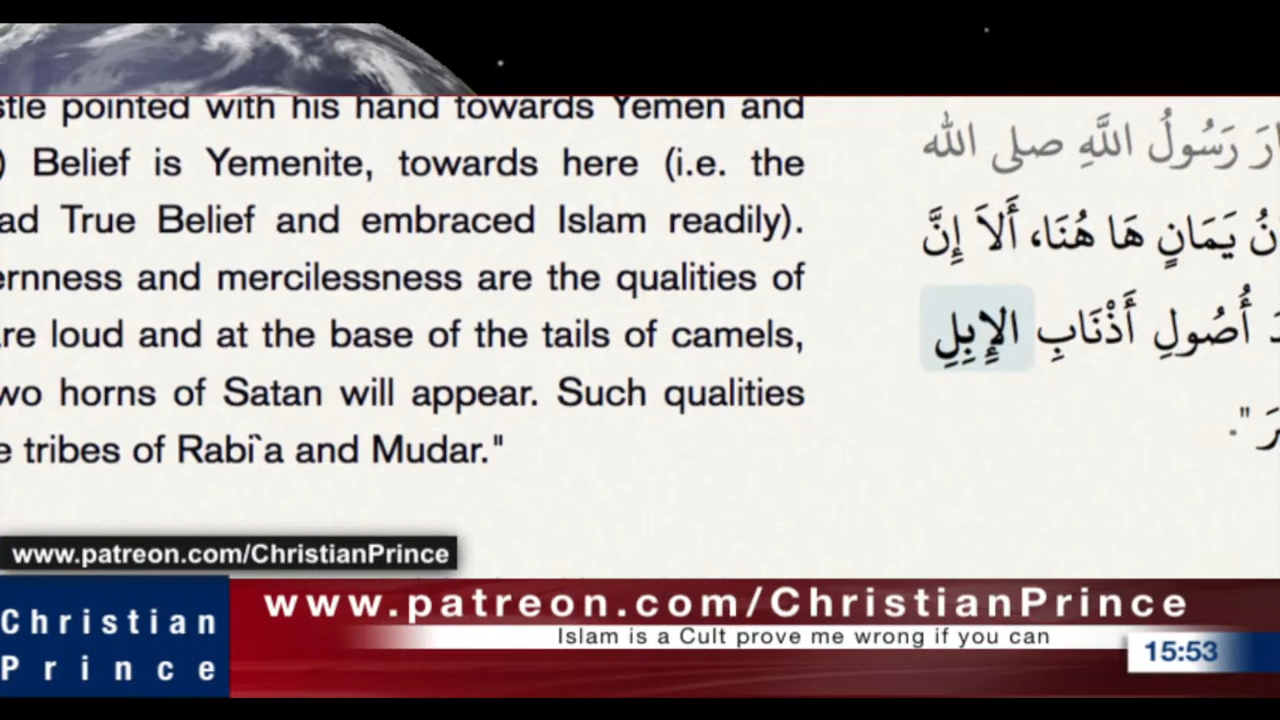 stle pointed with his hand towards Yemen and
) Belief is Yemenite, towards here (i.e. the
ad True Belief and embraced Islam readily).
ernness and mercilessness are the qualities of
re loud and at the base of the tails of camels,
wo horns of Satan will appear. Such qualities
e tribes of Rabi`a and Mudar."
ارَ رَسُولُ اللَّهِ صلى الله
نُ يَمَانٍ هَا هُنَا، أَلاَ إِنَّ
دَ أُصُولِ أَذْنَابِ الإِبِلِ
رَ ".
www.patreon.com/ChristianPrince
Christian
Prince
www.patreon.com/ChristianPrince
Islam is a Cult prove me wrong if you can
15:53